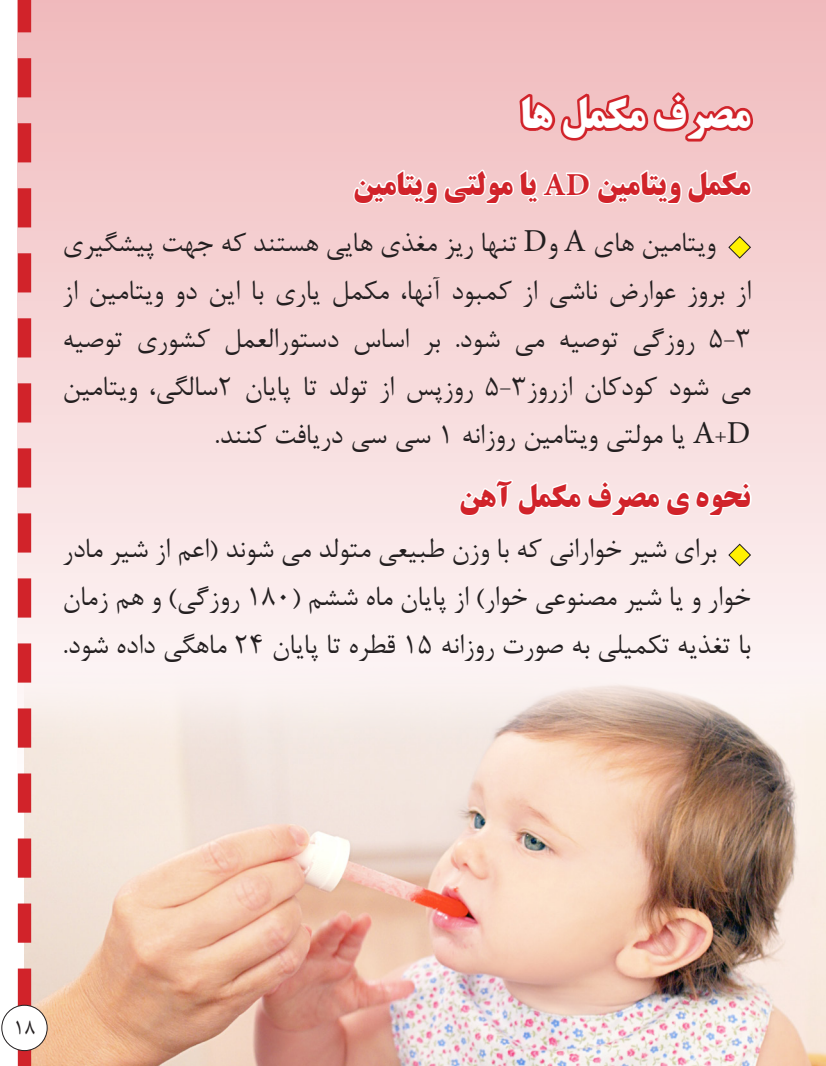 مصرف مکمل ها
مکمل ویتامین AD یا مولتی ویتامین
ویتامین های A وD تنها ریز مغذی هایی هستند که جهت پیشگیری
از بروز عوارض ناشی از کمبود آنها، مکمل یاری با این دو ویتامین از
۳-۵ روزگی توصیه می شود. بر اساس دستورالعمل کشوری توصیه
می شود کودکان ازروز۳-۵ روزپس از تولد تا پایان ۲سالگی، ویتامین
A+D یا مولتی ویتامین روزانه ۱ سی سی دریافت کنند.
نحوه ی مصرف مکمل آهن
برای شیر خوارانی که با وزن طبیعی متولد می شوند (اعم از شیر مادر
خوار و یا شیر مصنوعی خوار) از پایان ماه ششم (۱۸۰ روزگی) و هم زمان
با تغذیه تکمیلی به صورت روزانه ۱۵ قطره تا پایان ۲۴ ماهگی داده شود.
۱۸